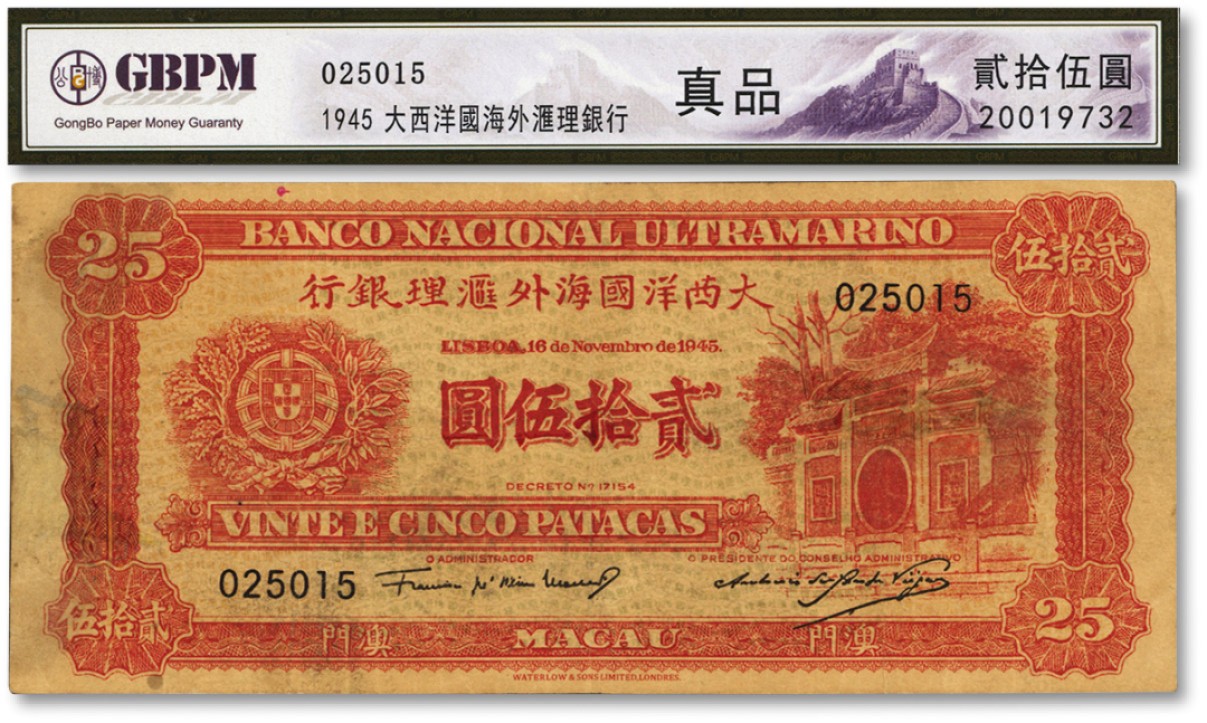 GBPM
GongBo Paper Money Guaranty
025015
1945 大西洋國海外滙理銀行
真品
貳拾伍圓
20019732
25
BANCO NACIONAL ULTRAMARINO
伍拾貳
行銀理滙外海國洋西大
025015
LISBOA, 16 de Novembro de 1945.
圓伍拾貳
DECRETO Nº 17154
VINTE E CINCO PATACAS
O ADMINISTRADOR
O PRESIDENTE DO CONSELHO ADMINISTRATIVO
025015
伍拾貳
門澳
MACAU
門澳
25
WATERLOW & SONS LIMITED, LONDRES.